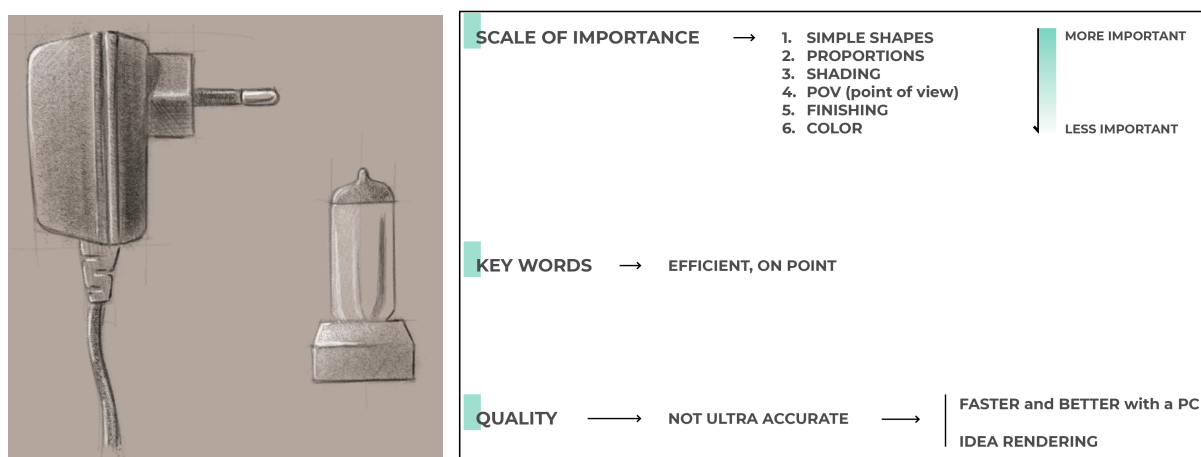 SCALE OF IMPORTANCE → 1. SIMPLE SHAPES
2. PROPORTIONS
3. SHADING
4. POV (point of view)
5. FINISHING
6. COLOR
MORE IMPORTANT
LESS IMPORTANT
KEY WORDS → EFFICIENT, ON POINT
QUALITY → NOT ULTRA ACCURATE → FASTER and BETTER with a PC
IDEA RENDERING